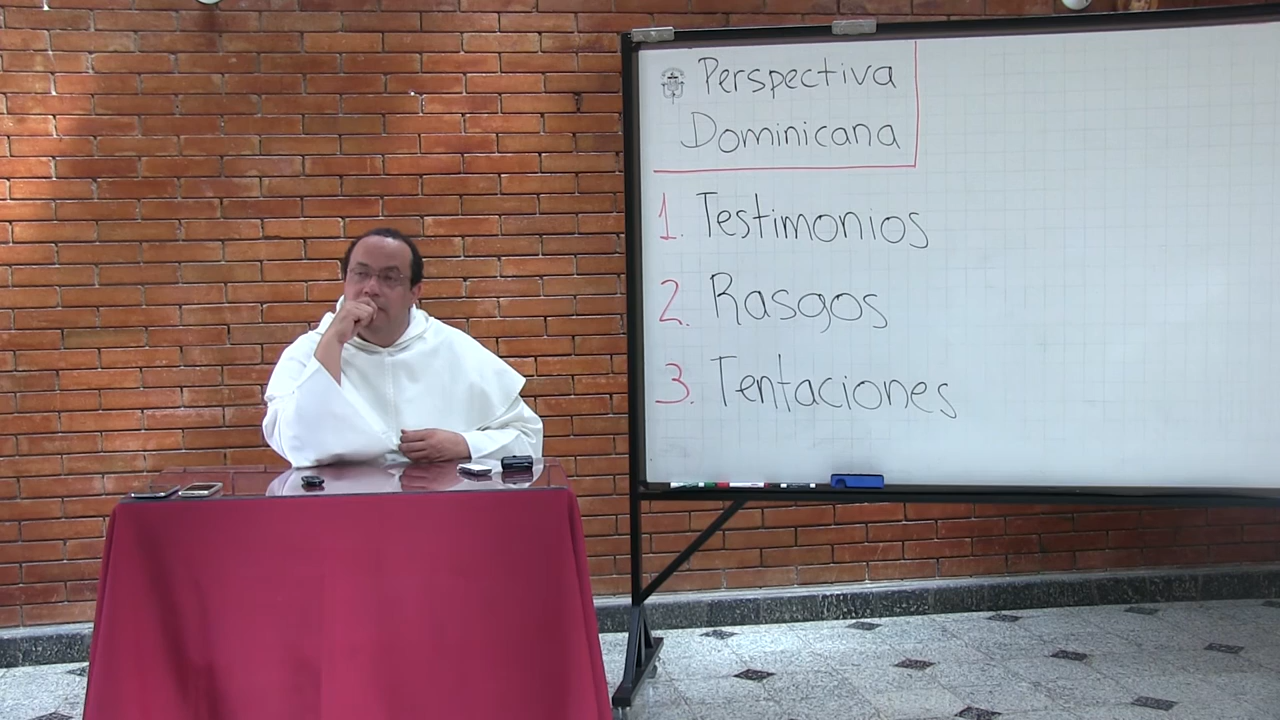 Perspectiva
Dominicana
1. Testimonios
2. Rasgos
3. Tentaciones